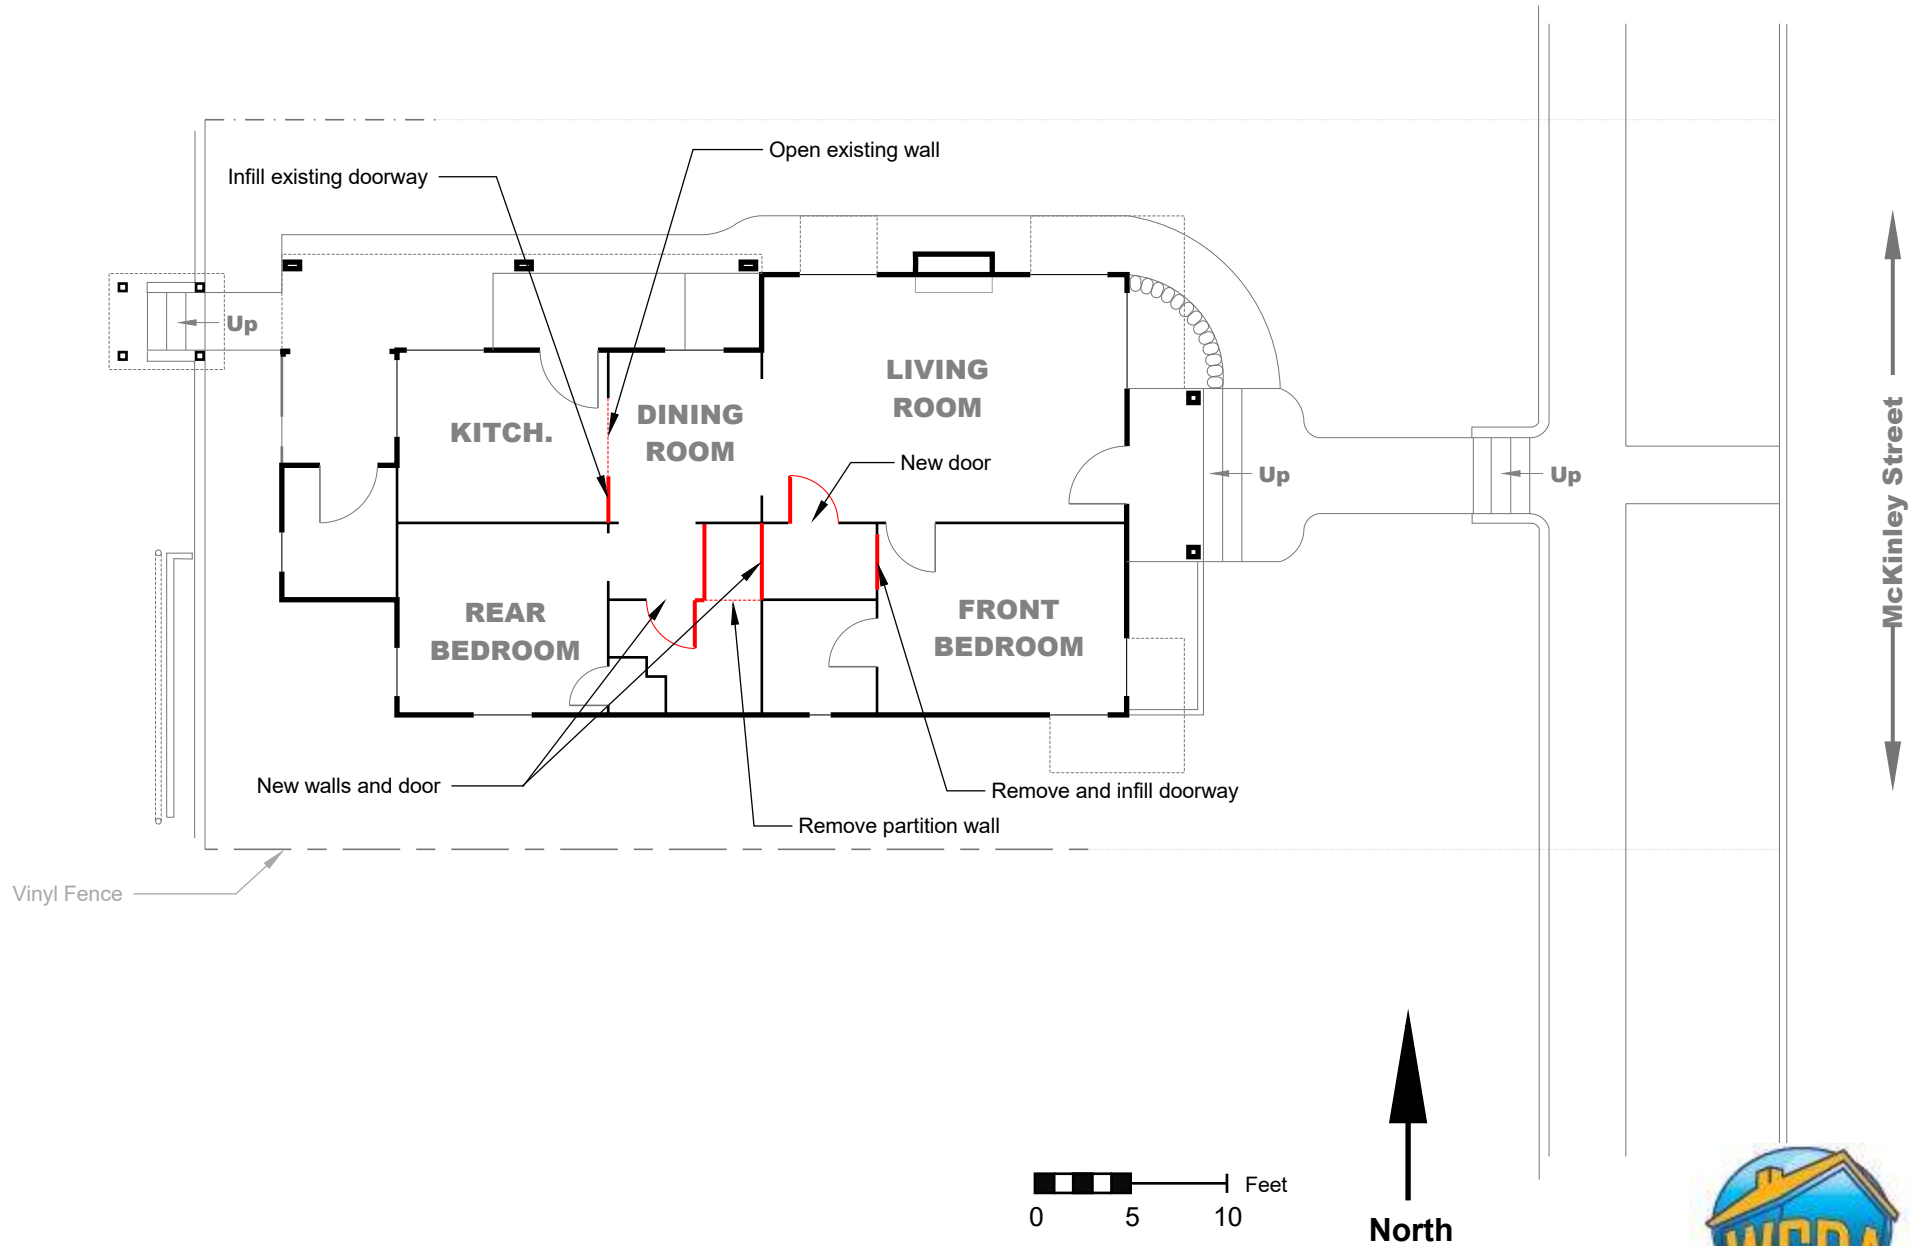 Open existing wall
Infill existing doorway
Up
LIVING
ROOM
DINING
ROOM
KITCH.
New door
Up
Up
McKinley Street
REAR
BEDROOM
FRONT
BEDROOM
New walls and door
Remove and infill doorway
Remove partition wall
Vinyl Fence
Feet
0 5 10
North
WCDA